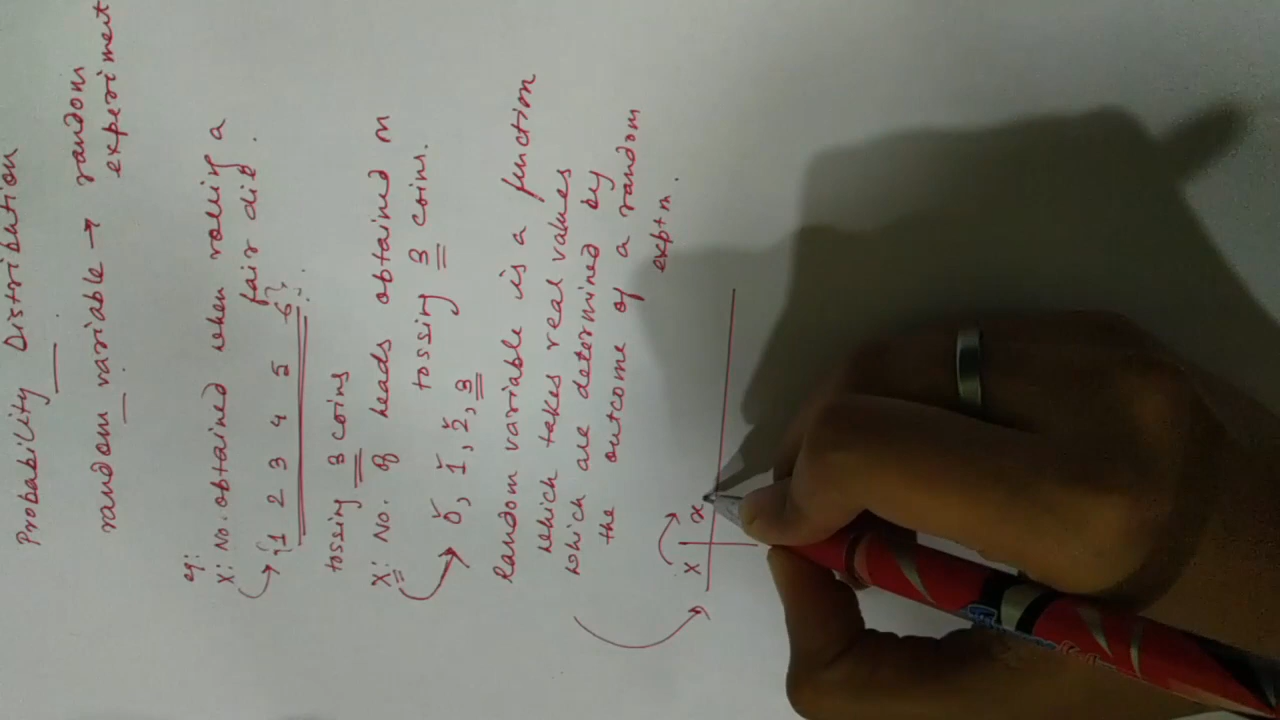 Probability Distribution
random variable → random
experiment
eg:
X: No. obtained when rolling a
fair die.
{1 2 3 4 5 6}
tossing 3 coins
X: No. of heads obtained in
tossing 3 coins.
0, 1, 2, 3
Random variable is a function
which takes real values
which are determined by
the outcome of a random
exptm.
X x